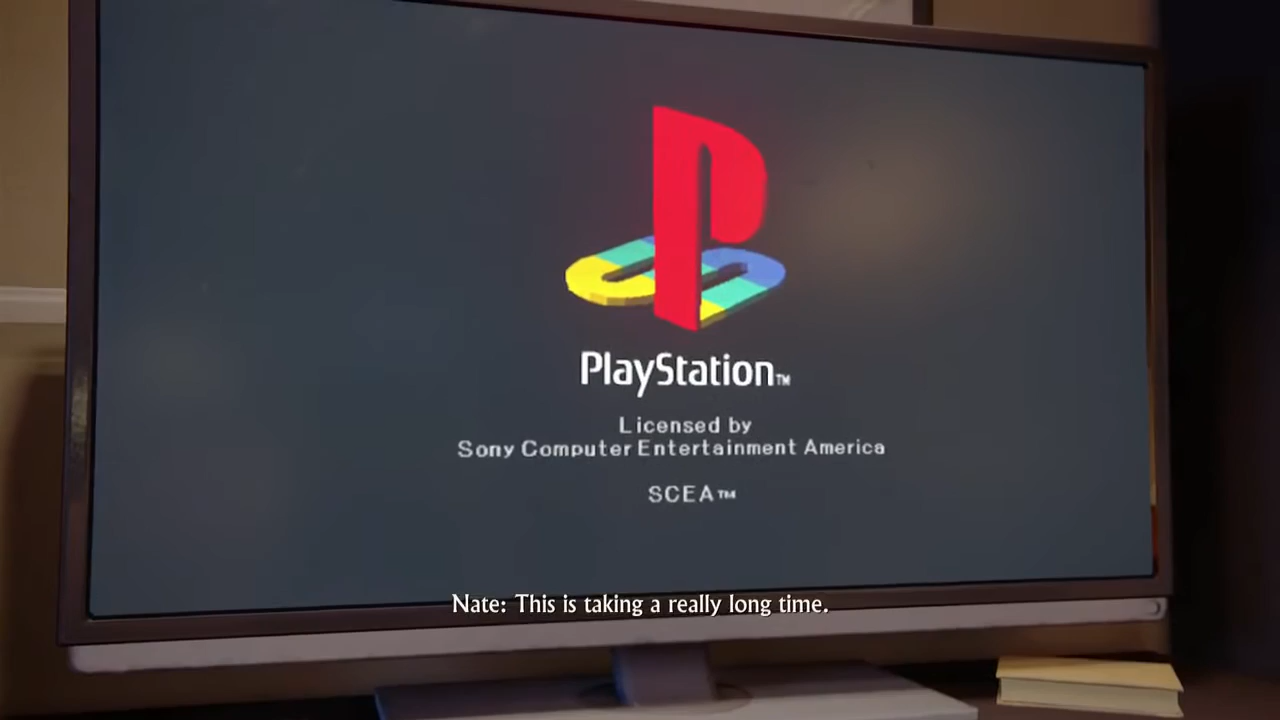 PlayStation™
Licensed by
Sony Computer Entertainment America
SCEA™
Nate: This is taking a really long time.